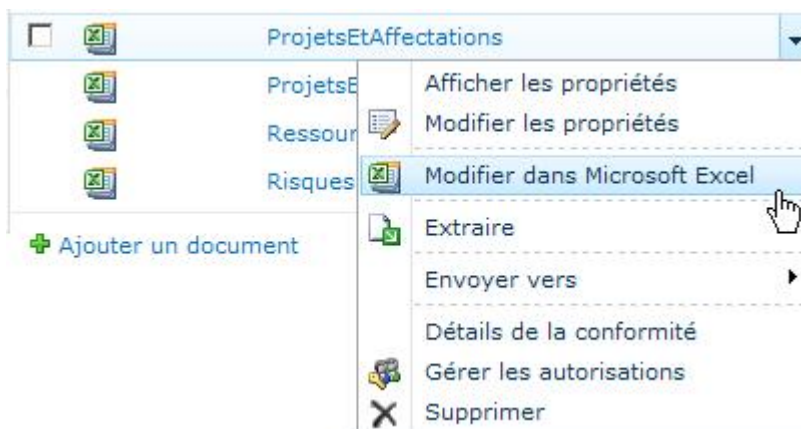 ProjetsEtAffectations
ProjetsE
Ressour
Risques
Ajouter un document
Afficher les propriétés
Modifier les propriétés
Modifier dans Microsoft Excel
Extraire
Envoyer vers
Détails de la conformité
Gérer les autorisations
Supprimer